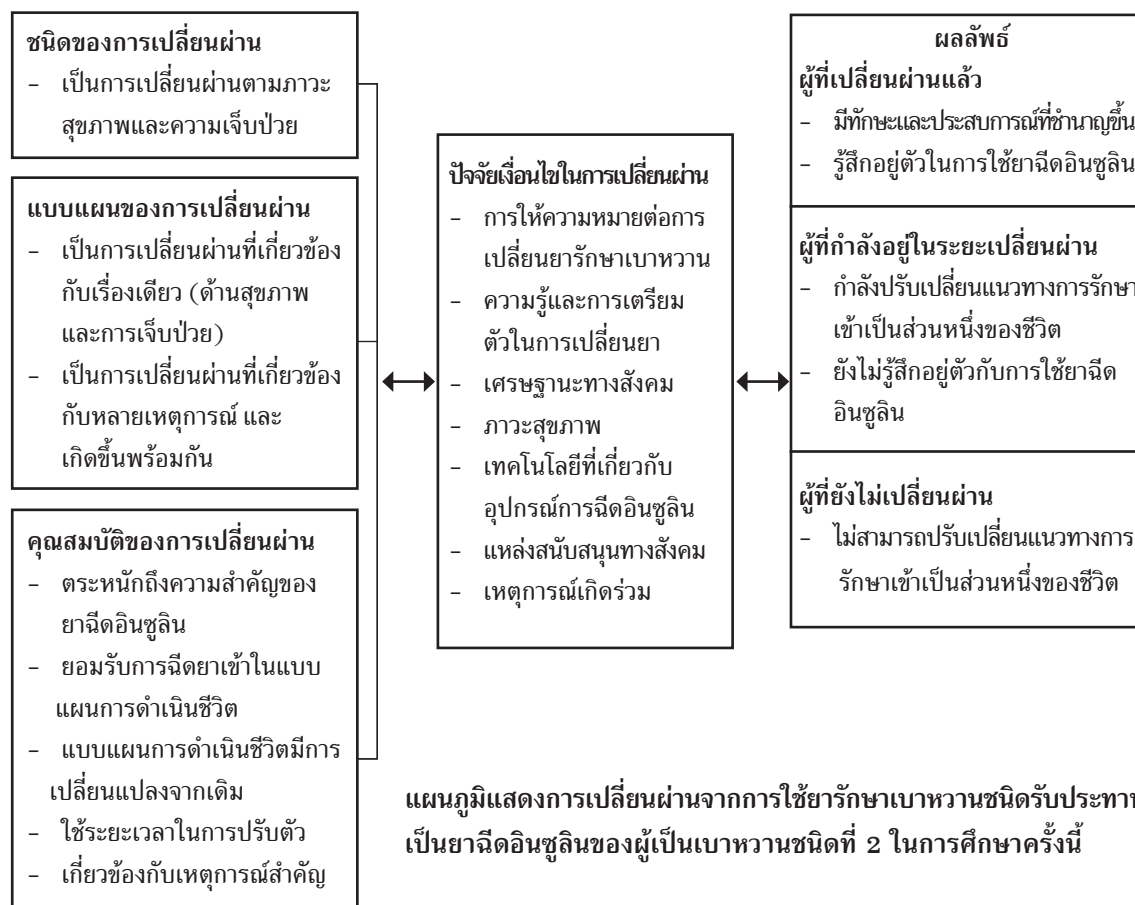 ชนิดของการเปลี่ยนผ่าน
- เป็นการเปลี่ยนผ่านตามภาวะ
สุขภาพและความเจ็บป่วย
แบบแผนของการเปลี่ยนผ่าน
- เป็นการเปลี่ยนผ่านที่เกี่ยวข้อง
กับเรื่องเดียว (ด้านสุขภาพ
และการเจ็บป่วย)
- เป็นการเปลี่ยนผ่านที่เกี่ยวข้อง
กับหลายเหตุการณ์ และ
เกิดขึ้นพร้อมกัน
คุณสมบัติของการเปลี่ยนผ่าน
- ตระหนักถึงความสำคัญของ
ยาฉีดอินซูลิน
- ยอมรับการฉีดยาเข้าในแบบ
แผนการดำเนินชีวิต
- แบบแผนการดำเนินชีวิตมีการ
เปลี่ยนแปลงจากเดิม
- ใช้ระยะเวลาในการปรับตัว
- เกี่ยวข้องกับเหตุการณ์สำคัญ
ปัจจัยเงื่อนไขในการเปลี่ยนผ่าน
- การให้ความหมายต่อการ
เปลี่ยนยารักษาเบาหวาน
- ความรู้และการเตรียม
ตัวในการเปลี่ยนยา
- เศรษฐานะทางสังคม
- ภาวะสุขภาพ
- เทคโนโลยีที่เกี่ยวกับ
อุปกรณ์การฉีดอินซูลิน
- แหล่งสนับสนุนทางสังคม
- เหตุการณ์เกิดร่วม
ผลลัพธ์
ผู้ที่เปลี่ยนผ่านแล้ว
- มีทักษะและประสบการณ์ที่ชำนาญขึ้น
- รู้สึกอยู่ตัวในการใช้ยาฉีดอินซูลิน
ผู้ที่กำลังอยู่ในระยะเปลี่ยนผ่าน
- กำลังปรับเปลี่ยนแนวทางการรักษา
เข้าเป็นส่วนหนึ่งของชีวิต
- ยังไม่รู้สึกอยู่ตัวกับการใช้ยาฉีด
อินซูลิน
ผู้ที่ยังไม่เปลี่ยนผ่าน
- ไม่สามารถปรับเปลี่ยนแนวทางการ
รักษาเข้าเป็นส่วนหนึ่งของชีวิต
แผนภูมิแสดงการเปลี่ยนผ่านจากการใช้ยารักษาเบาหวานชนิดรับประทาน
เป็นยาฉีดอินซูลินของผู้เป็นเบาหวานชนิดที่ 2 ในการศึกษาครั้งนี้